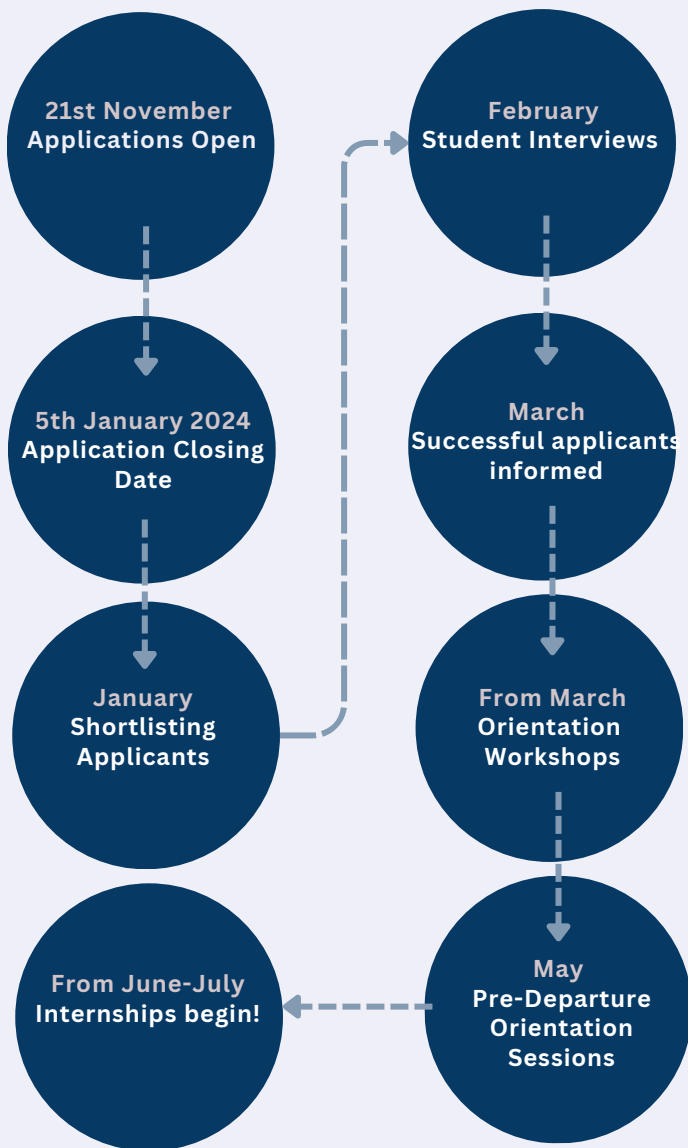 21st November
Applications Open
5th January 2024
Application Closing
Date
January
Shortlisting
Applicants
February
Student Interviews
March
Successful applicants
informed
From March
Orientation
Workshops
May
Pre-Departure
Orientation
Sessions
From June-July
Internships begin!